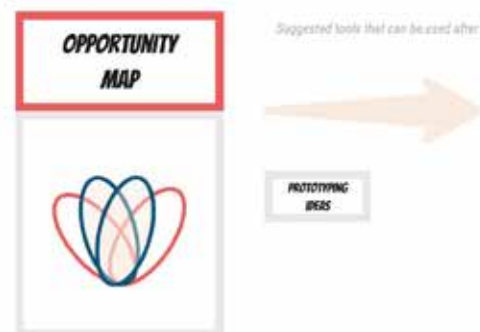 OPPORTUNITY
MAP
Suggested tools that can be used after
PROTOTYPING
IDEAS